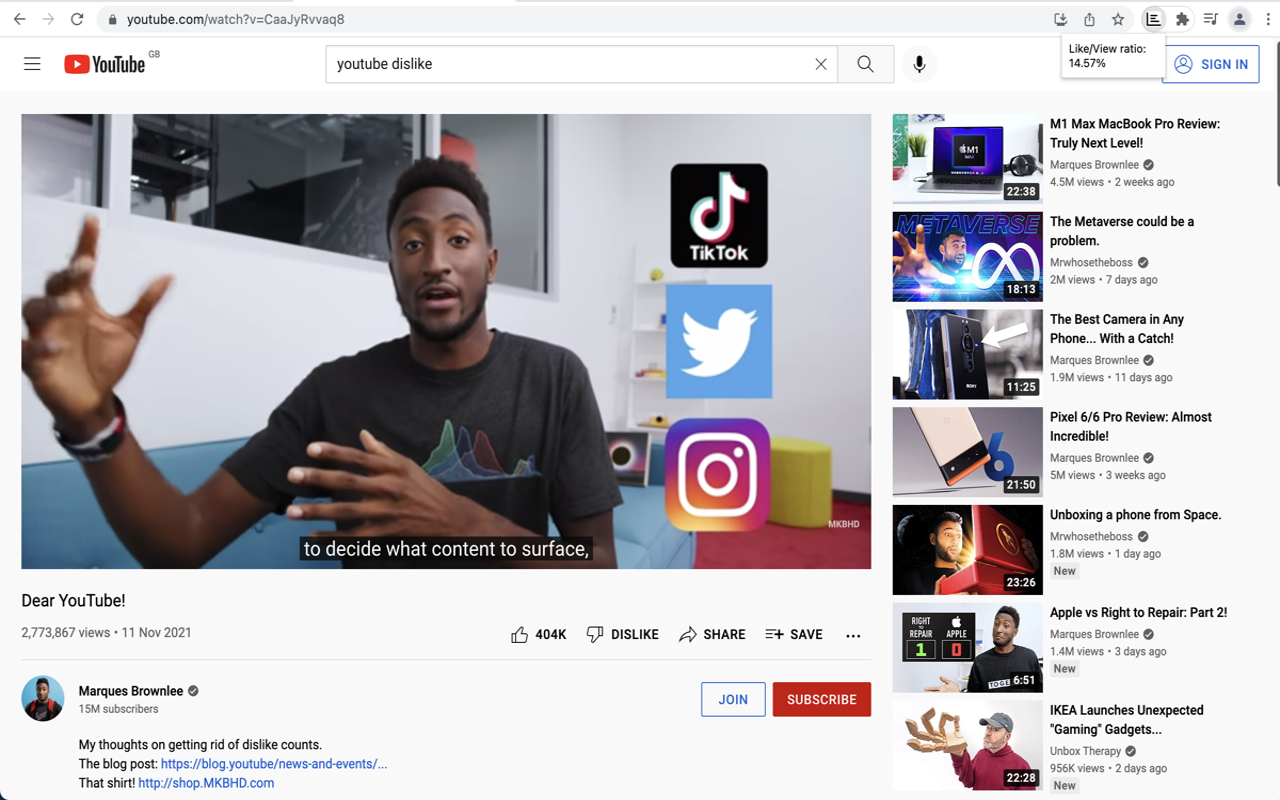 youtube.com/watch?v=CaaJyRvvaq8
Like/View ratio:
14.57%
YouTube
GB
youtube dislike
SIGN IN
TikTok
MKBHD
to decide what content to surface,
Dear YouTube!
2,773,867 views • 11 Nov 2021
404K
DISLIKE
SHARE
SAVE
Marques Brownlee
15M subscribers
JOIN
SUBSCRIBE
My thoughts on getting rid of dislike counts.
The blog post: https://blog.youtube/news-and-events/...
That shirt! http://shop.MKBHD.com
M1
MAX
22:38
M1 Max MacBook Pro Review:
Truly Next Level!
Marques Brownlee
4.5M views • 2 weeks ago
METAVERSE
18:13
The Metaverse could be a
problem.
Mrwhosetheboss
2M views • 7 days ago
SONY
11:25
The Best Camera in Any
Phone... With a Catch!
Marques Brownlee
1.9M views • 11 days ago
6
21:50
Pixel 6/6 Pro Review: Almost
Incredible!
Marques Brownlee
5M views • 3 weeks ago
23:26
Unboxing a phone from Space.
Mrwhosetheboss
1.8M views • 1 day ago
New
RIGHT
TO
REPAIR
APPLE
1
0
TOGE
6:51
Apple vs Right to Repair: Part 2!
Marques Brownlee
1.4M views • 3 days ago
New
22:28
IKEA Launches Unexpected
"Gaming" Gadgets...
Unbox Therapy
956K views • 2 days ago
New